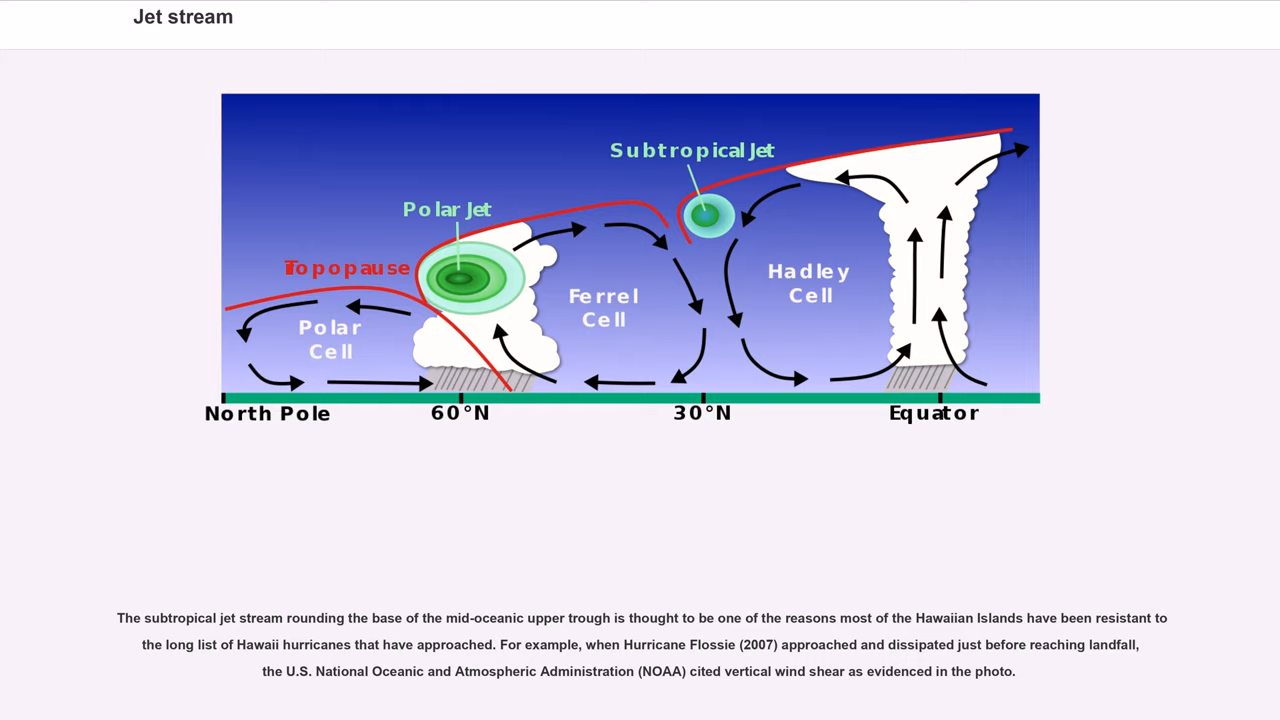 Jet stream
Subtropical Jet
Polar Jet
Tropopause
Hadley
Cell
Ferrel
Cell
Polar
Cell
North Pole
60°N
30°N
Equator
The subtropical jet stream rounding the base of the mid-oceanic upper trough is thought to be one of the reasons most of the Hawaiian Islands have been resistant to
the long list of Hawaii hurricanes that have approached. For example, when Hurricane Flossie (2007) approached and dissipated just before reaching landfall,
the U.S. National Oceanic and Atmospheric Administration (NOAA) cited vertical wind shear as evidenced in the photo.